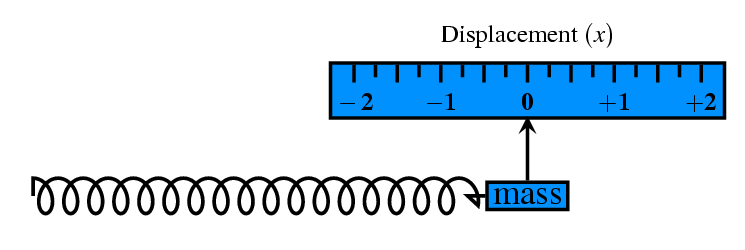 Displacement (x)
−2 −1 0 +1 +2
mass